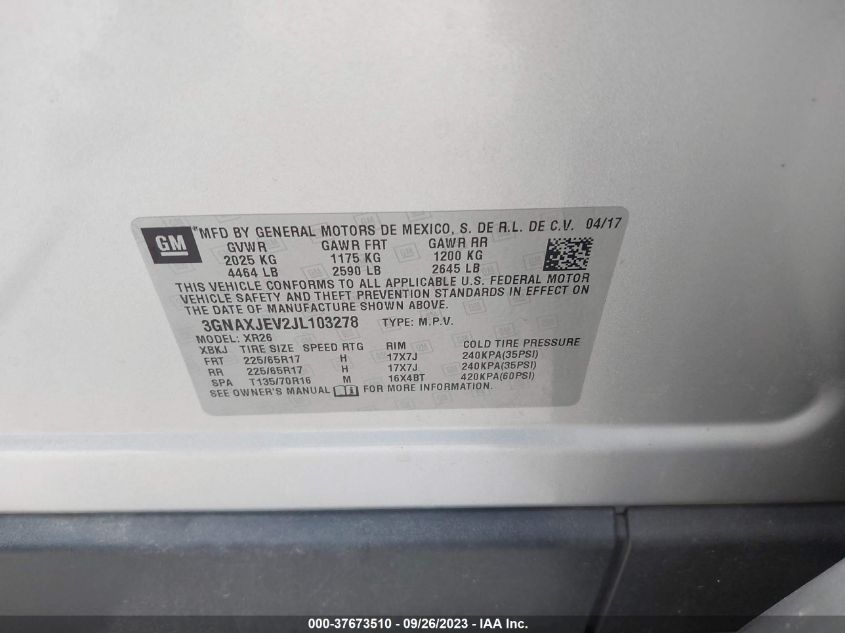 GM
*MFD BY GENERAL MOTORS DE MEXICO, S. DE R.L. DE C.V. 04/17
GVWR GAWR FRT GAWR RR
2025 KG 1175 KG 1200 KG
4464 LB 2590 LB 2645 LB
THIS VEHICLE CONFORMS TO ALL APPLICABLE U.S. FEDERAL MOTOR
VEHICLE SAFETY AND THEFT PREVENTION STANDARDS IN EFFECT ON
THE DATE OF MANUFACTURE SHOWN ABOVE.
3GNAXJEV2JL103278 TYPE: M.P.V.
MODEL: XR26
XBKJ TIRE SIZE SPEED RTG RIM COLD TIRE PRESSURE
FRT 225/65R17 H 17X7J 240KPA(35PSI)
RR 225/65R17 H 17X7J 240KPA(35PSI)
SPA T135/70R16 M 16X4BT 420KPA(60PSI)
SEE OWNER'S MANUAL FOR MORE INFORMATION.
000-37673510 - 09/26/2023 - IAA Inc.